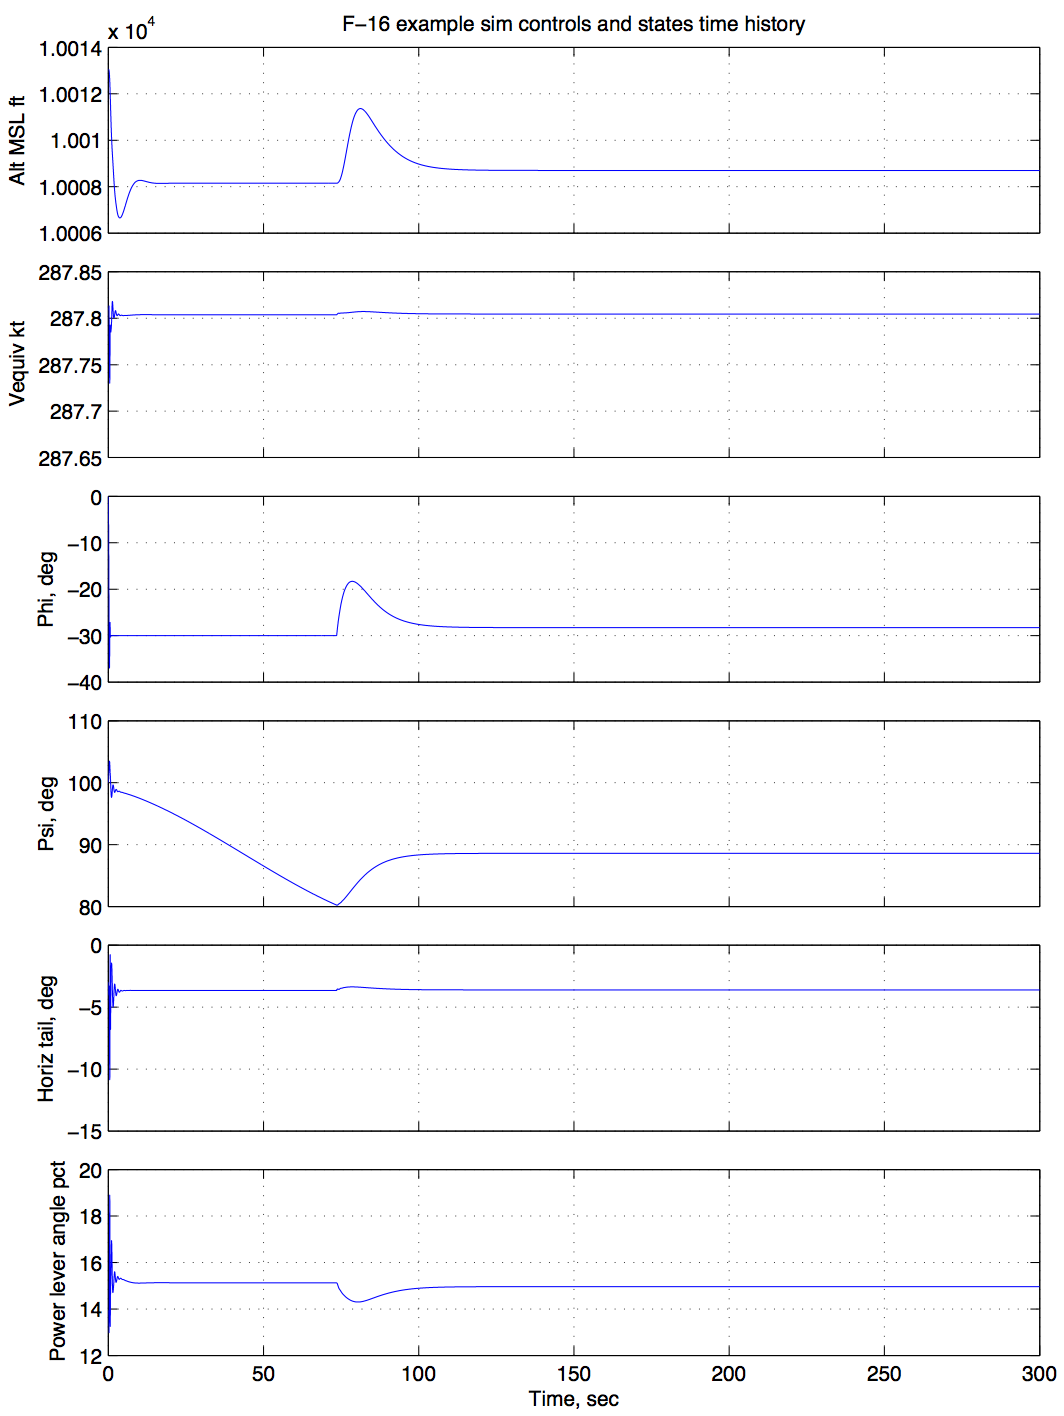 F−16 example sim controls and states time history
x 10^4
1.0014
1.0012
1.001
1.0008
1.0006
Alt MSL ft
287.85
287.8
287.75
287.7
287.65
Vequiv kt
0
−10
−20
−30
−40
Phi, deg
110
100
90
80
Psi, deg
0
−5
−10
−15
Horiz tail, deg
20
18
16
14
12
Power lever angle pct
0 50 100 150 200 250 300
Time, sec